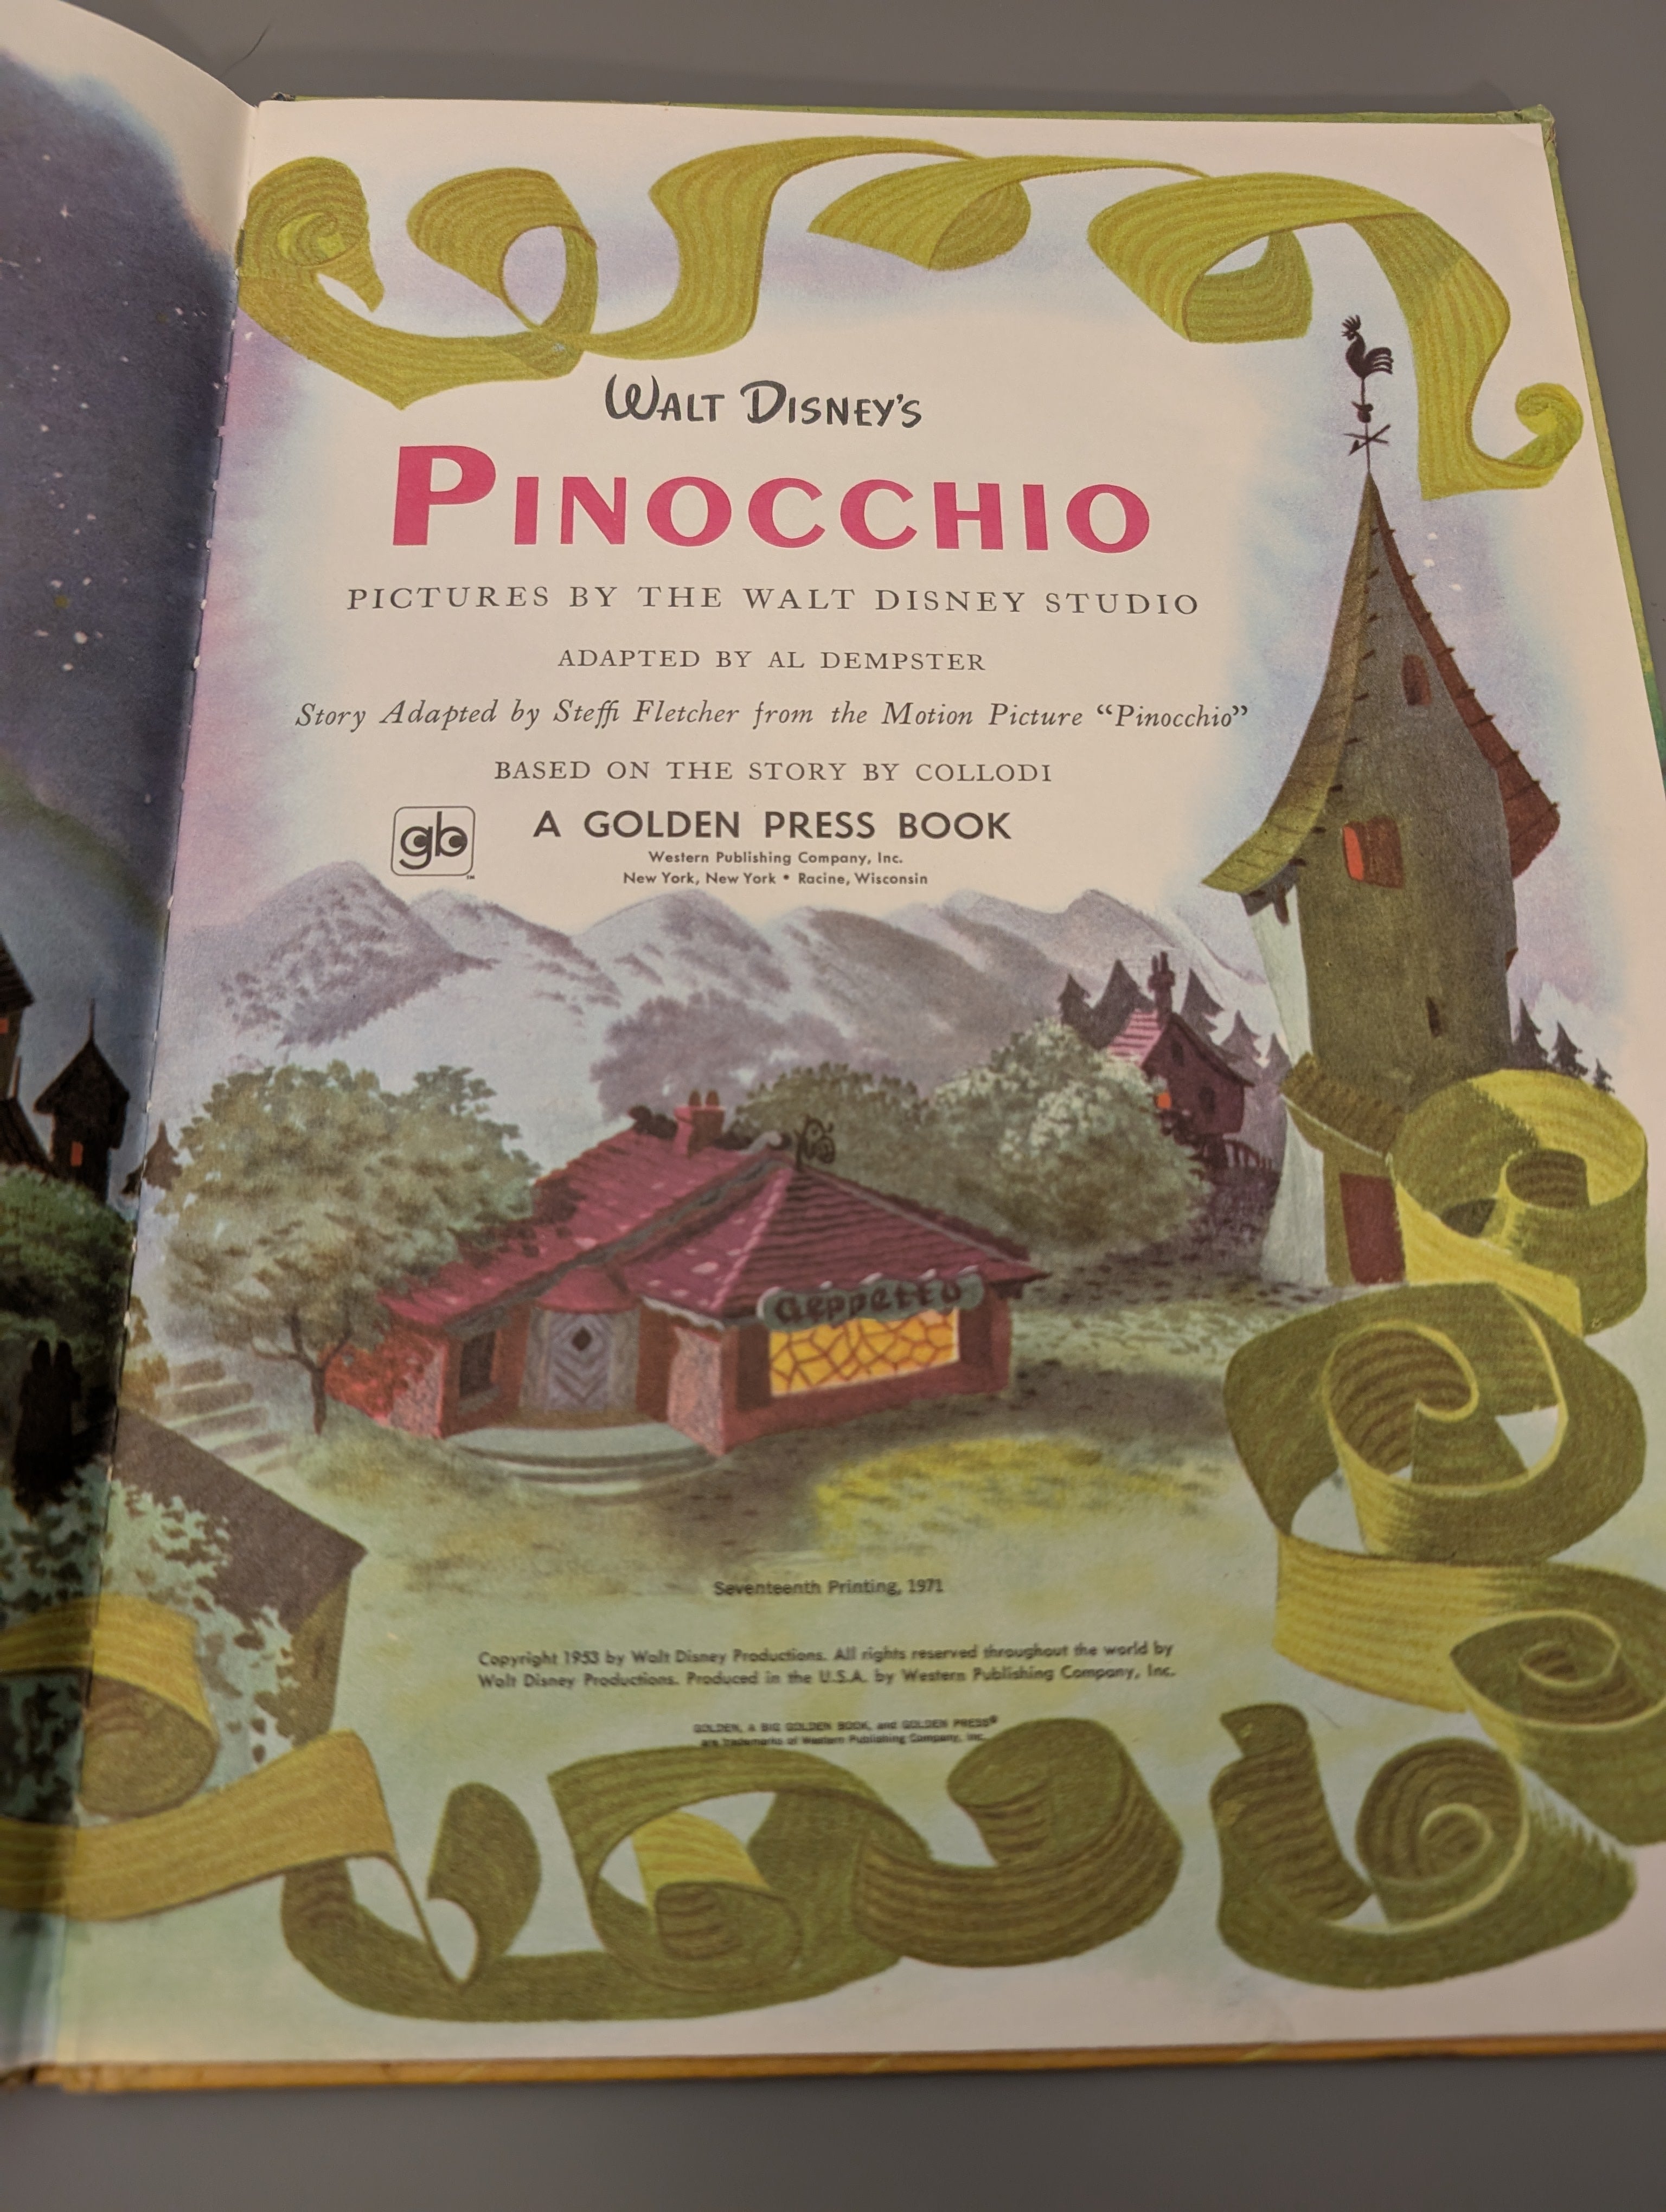 WALT DISNEY'S
PINOCCHIO
PICTURES BY THE WALT DISNEY STUDIO
ADAPTED BY AL DEMPSTER
Story Adapted by Steffi Fletcher from the Motion Picture “Pinocchio”
BASED ON THE STORY BY COLLODI
gb
TM
A GOLDEN PRESS BOOK
Western Publishing Company, Inc.
New York, New York • Racine, Wisconsin
Geppetto
Seventeenth Printing, 1971
Copyright 1953 by Walt Disney Productions. All rights reserved throughout the world by
Walt Disney Productions. Produced in the U.S.A. by Western Publishing Company, Inc.
GOLDEN, A BIG GOLDEN BOOK, and GOLDEN PRESS®
are trademarks of Western Publishing Company, Inc.